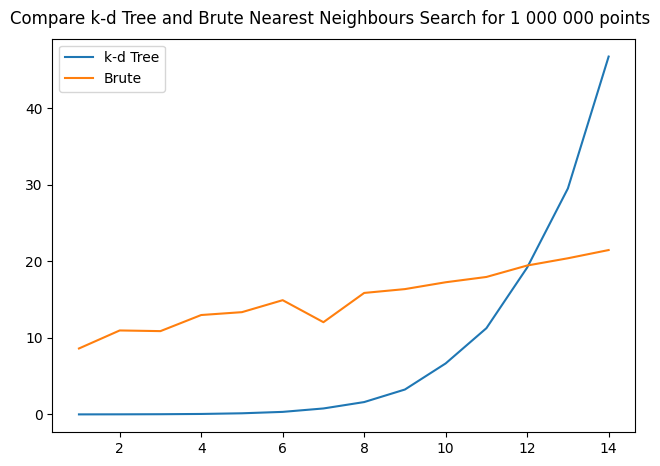 Compare k-d Tree and Brute Nearest Neighbours Search for 1 000 000 points
k-d Tree
Brute
40
30
20
10
0
2 4 6 8 10 12 14